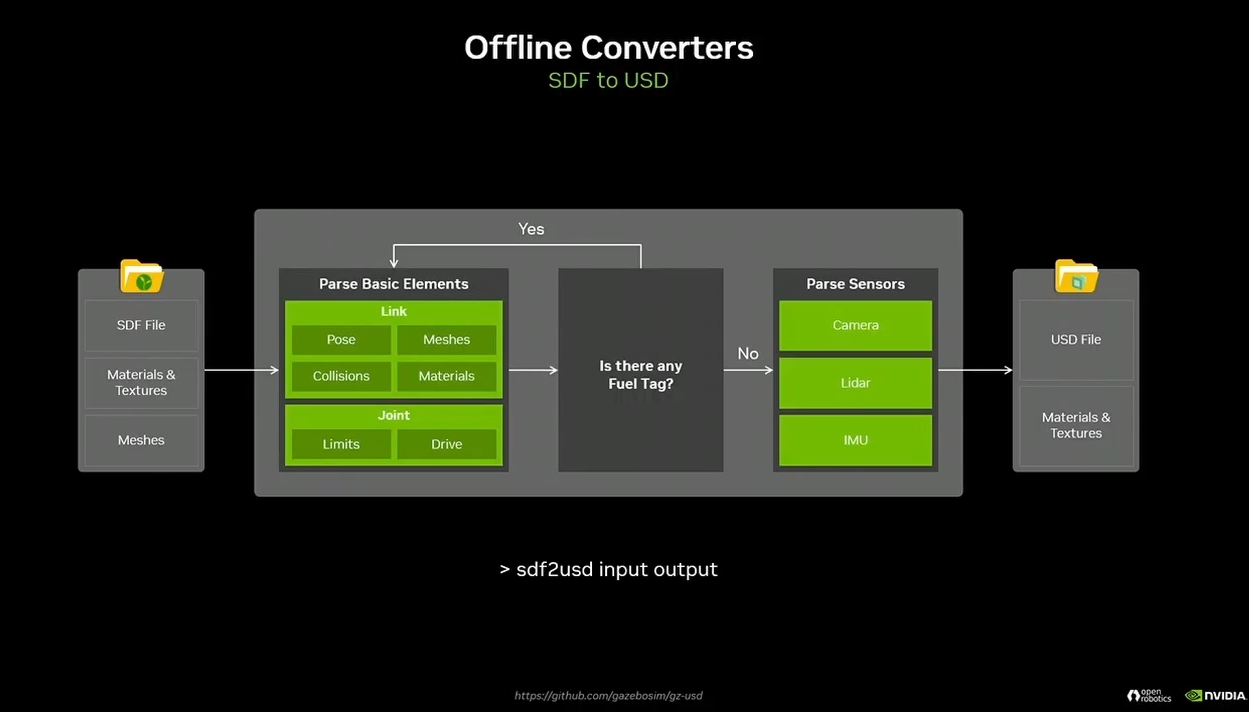 Offline Converters
SDF to USD
Yes
SDF File
Materials &
Textures
Meshes
Parse Basic Elements
Link
Pose
Meshes
Collisions
Materials
Joint
Limits
Drive
Is there any
Fuel Tag?
No
Parse Sensors
Camera
Lidar
IMU
USD File
Materials &
Textures
> sdf2usd input output
https://github.com/gazebosim/gz-usd
open
robotics
NVIDIA